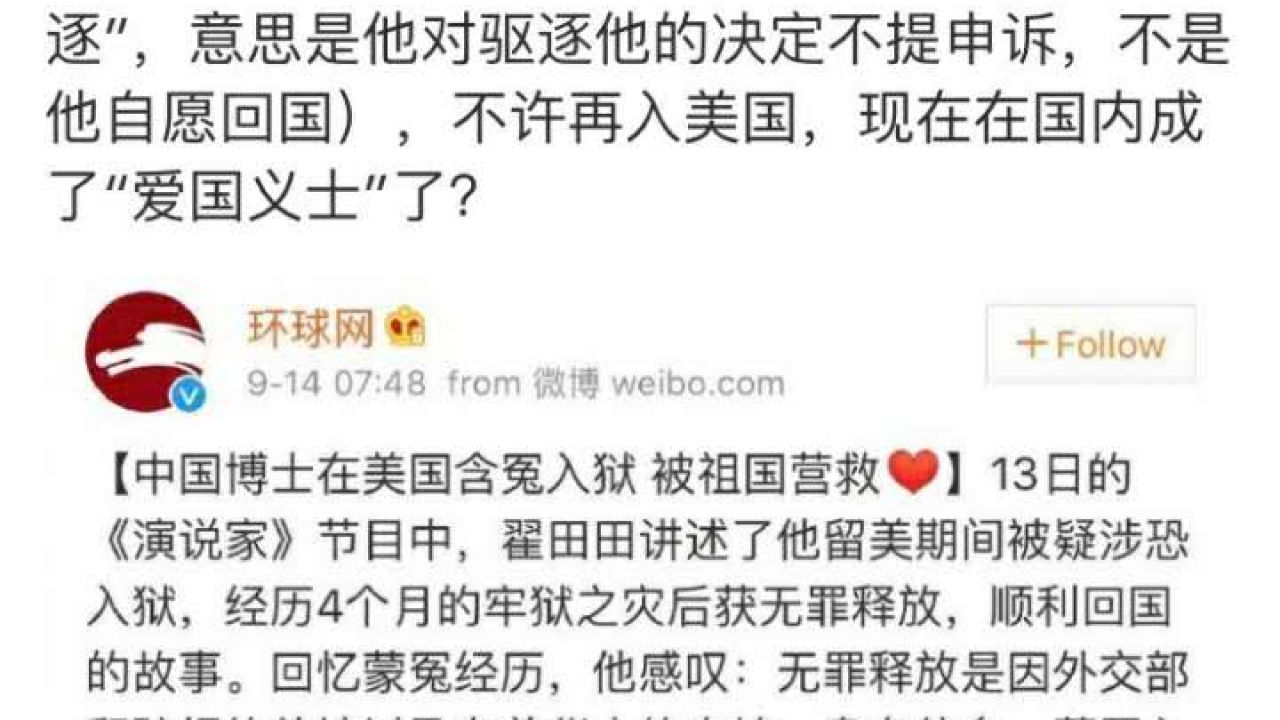 逐”，意思是他对驱逐他的决定不提申诉，不是
他自愿回国），不许再入美国，现在在国内成
了“爱国义士”了？
环球网
+Follow
9-14 07:48 from 微博 weibo.com
【中国博士在美国含冤入狱 被祖国营救❤️】13日的
《演说家》节目中，翟田田讲述了他留美期间被疑涉恐
入狱，经历4个月的牢狱之灾后获无罪释放，顺利回国
的故事。回忆蒙冤经历，他感叹：无罪释放是因外交部